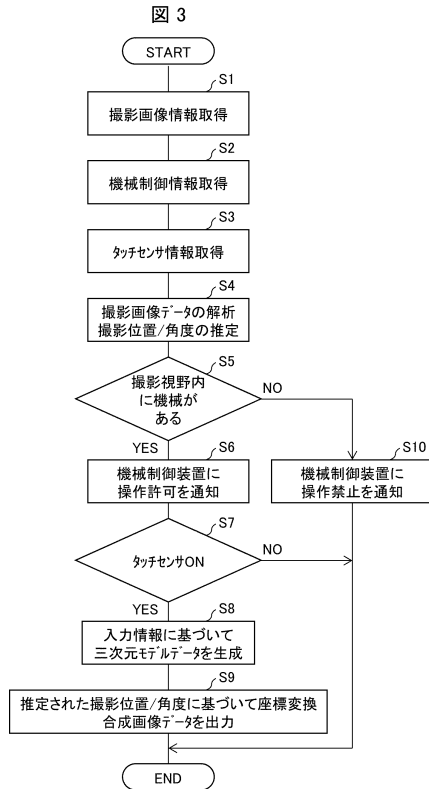 図 3
START
S1
撮影画像情報取得
S2
機械制御情報取得
S3
タッチセンサ情報取得
S4
撮影画像データの解析
撮影位置/角度の推定
S5
撮影視野内
に機械が
ある
NO
YES
S6
機械制御装置に
操作許可を通知
S10
機械制御装置に
操作禁止を通知
S7
タッチセンサON
NO
YES
S8
入力情報に基づいて
三次元モデルデータを生成
S9
推定された撮影位置/角度に基づいて座標変換
合成画像データを出力
END